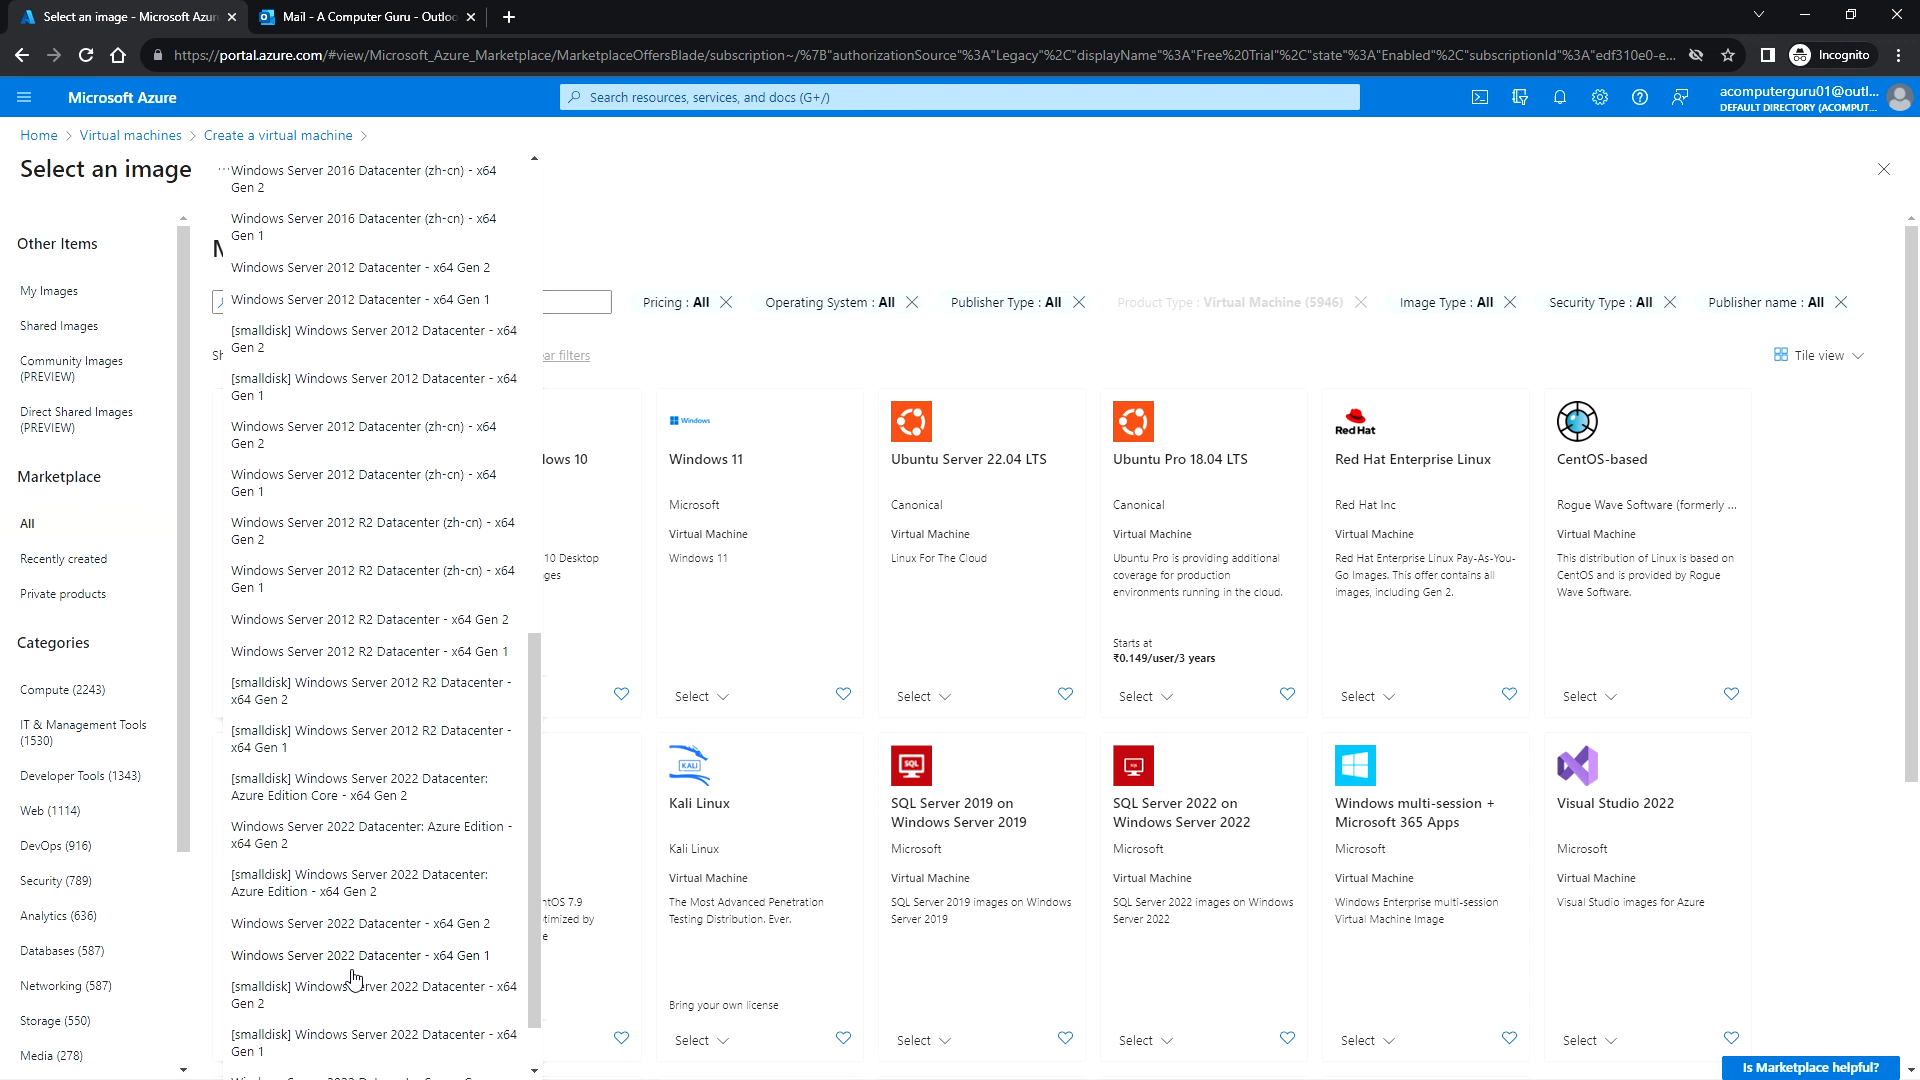 Select an image - Microsoft Azur
Mail - A Computer Guru - Outloo
https://portal.azure.com/#view/Microsoft_Azure_Marketplace/MarketplaceOffersBlade/subscription~/%7B"authorizationSource"%3A"Legacy"%2C"displayName"%3A"Free%20Trial"%2C"state"%3A"Enabled"%2C"subscriptionId"%3A"edf310e0-e...
Incognito
Microsoft Azure
Search resources, services, and docs (G+/)
acomputerguru01@outl...
DEFAULT DIRECTORY (ACOMPUT...
Home > Virtual machines > Create a virtual machine >
Select an image
...
Other Items
My Images
Shared Images
Community Images
(PREVIEW)
Direct Shared Images
(PREVIEW)
Marketplace
All
Recently created
Private products
Categories
Compute (2243)
IT & Management Tools
(1530)
Developer Tools (1343)
Web (1114)
DevOps (916)
Security (789)
Analytics (636)
Databases (587)
Networking (587)
Storage (550)
Media (278)
Windows Server 2016 Datacenter (zh-cn) - x64
Gen 2
Windows Server 2016 Datacenter (zh-cn) - x64
Gen 1
Windows Server 2012 Datacenter - x64 Gen 2
Windows Server 2012 Datacenter - x64 Gen 1
[smalldisk] Windows Server 2012 Datacenter - x64
Gen 2
[smalldisk] Windows Server 2012 Datacenter - x64
Gen 1
Windows Server 2012 Datacenter (zh-cn) - x64
Gen 2
Windows Server 2012 Datacenter (zh-cn) - x64
Gen 1
Windows Server 2012 R2 Datacenter (zh-cn) - x64
Gen 2
Windows Server 2012 R2 Datacenter (zh-cn) - x64
Gen 1
Windows Server 2012 R2 Datacenter - x64 Gen 2
Windows Server 2012 R2 Datacenter - x64 Gen 1
[smalldisk] Windows Server 2012 R2 Datacenter -
x64 Gen 2
[smalldisk] Windows Server 2012 R2 Datacenter -
x64 Gen 1
[smalldisk] Windows Server 2022 Datacenter:
Azure Edition Core - x64 Gen 2
Windows Server 2022 Datacenter: Azure Edition -
x64 Gen 2
[smalldisk] Windows Server 2022 Datacenter:
Azure Edition - x64 Gen 2
Windows Server 2022 Datacenter - x64 Gen 2
Windows Server 2022 Datacenter - x64 Gen 1
[smalldisk] Windows Server 2022 Datacenter - x64
Gen 2
[smalldisk] Windows Server 2022 Datacenter - x64
Gen 1
Pricing : All
Operating System : All
Publisher Type : All
Product Type : Virtual Machine (5946)
Image Type : All
Security Type : All
Publisher name : All
Sh
ar filters
Tile view
lows 10
10 Desktop
ges
Windows
Windows 11
Microsoft
Virtual Machine
Windows 11
Select
Ubuntu Server 22.04 LTS
Canonical
Virtual Machine
Linux For The Cloud
Select
Ubuntu Pro 18.04 LTS
Canonical
Virtual Machine
Ubuntu Pro is providing additional
coverage for production
environments running in the cloud.
Starts at
₹0.149/user/3 years
Select
Red Hat
Red Hat Enterprise Linux
Red Hat Inc
Virtual Machine
Red Hat Enterprise Linux Pay-As-You-
Go Images. This offer contains all
images, including Gen 2.
Select
CentOS-based
Rogue Wave Software (formerly ...
Virtual Machine
This distribution of Linux is based on
CentOS and is provided by Rogue
Wave Software.
Select
ntOS 7.9
timized by
e
KALI
Kali Linux
Kali Linux
Virtual Machine
The Most Advanced Penetration
Testing Distribution. Ever.
Bring your own license
Select
SQL
SQL Server 2019 on
Windows Server 2019
Microsoft
Virtual Machine
SQL Server 2019 images on Windows
Server 2019
Select
SQL
SQL Server 2022 on
Windows Server 2022
Microsoft
Virtual Machine
SQL Server 2022 images on Windows
Server 2022
Select
Windows multi-session +
Microsoft 365 Apps
Microsoft
Virtual Machine
Windows Enterprise multi-session
Virtual Machine Image
Select
Visual Studio 2022
Microsoft
Virtual Machine
Visual Studio images for Azure
Select
Is Marketplace helpful?